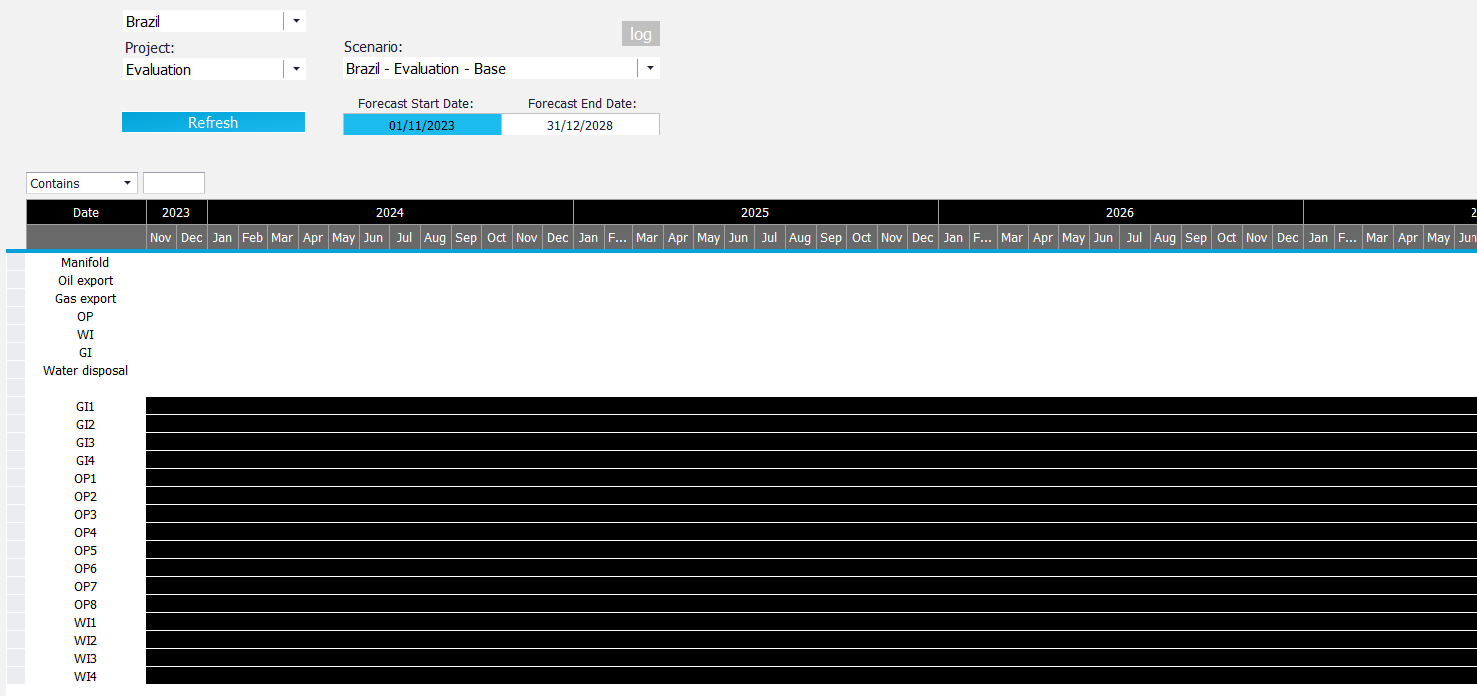 Brazil
log
Project:
Scenario:
Evaluation
Brazil - Evaluation - Base
Forecast Start Date:
Forecast End Date:
Refresh
01/11/2023
31/12/2028
Contains
Date 2023 2024 2025 2026 2
Nov Dec Jan Feb Mar Apr May Jun Jul Aug Sep Oct Nov Dec Jan F... Mar Apr May Jun Jul Aug Sep Oct Nov Dec Jan F... Mar Apr May Jun Jul Aug Sep Oct Nov Dec Jan F... Mar Apr May Jun
Manifold
Oil export
Gas export
OP
WI
GI
Water disposal
GI1
GI2
GI3
GI4
OP1
OP2
OP3
OP4
OP5
OP6
OP7
OP8
WI1
WI2
WI3
WI4